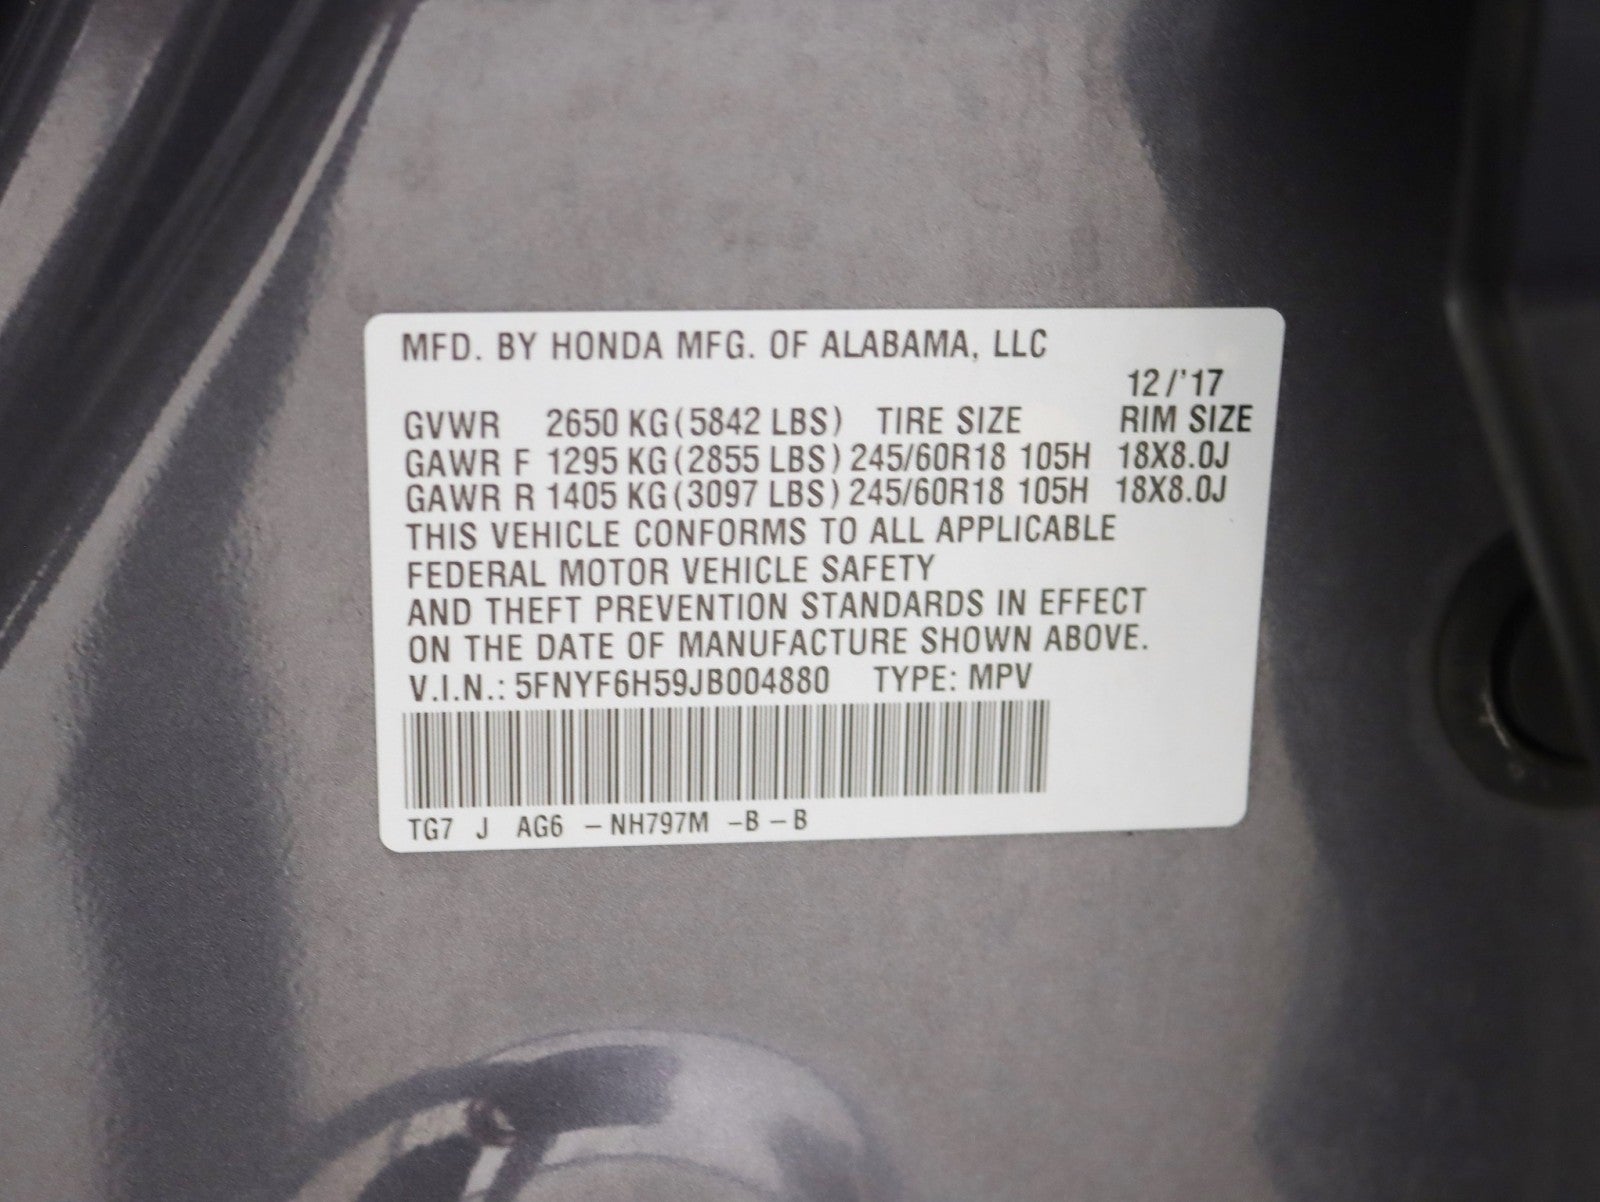 MFD. BY HONDA MFG. OF ALABAMA, LLC
12/'17
GVWR 2650 KG(5842 LBS) TIRE SIZE RIM SIZE
GAWR F 1295 KG(2855 LBS) 245/60R18 105H 18X8.0J
GAWR R 1405 KG(3097 LBS) 245/60R18 105H 18X8.0J
THIS VEHICLE CONFORMS TO ALL APPLICABLE
FEDERAL MOTOR VEHICLE SAFETY
AND THEFT PREVENTION STANDARDS IN EFFECT
ON THE DATE OF MANUFACTURE SHOWN ABOVE.
V.I.N.: 5FNYF6H59JB004880 TYPE: MPV
TG7 J AG6 – NH797M –B – B